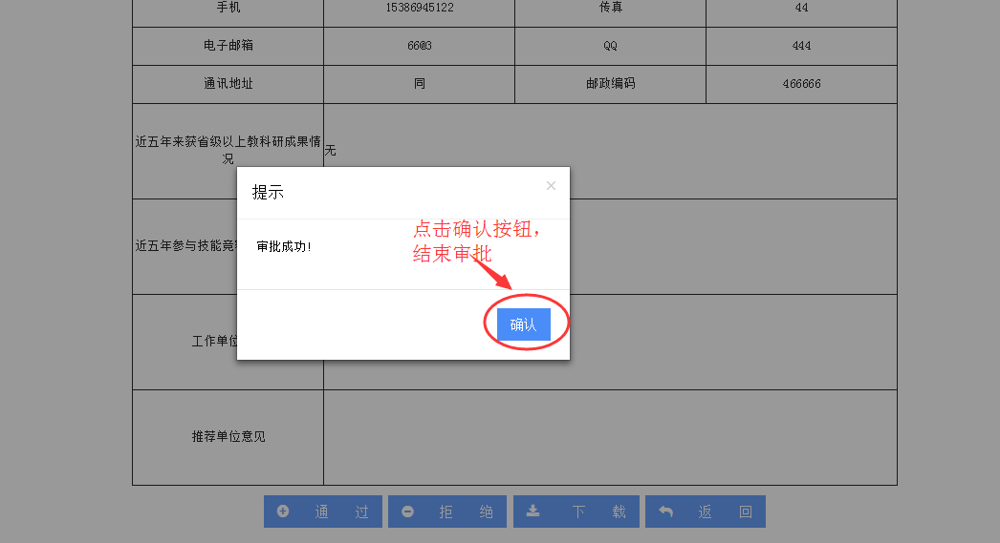 手机 15386945122 传真 44
电子邮箱 66@3 QQ 444
通讯地址 同 邮政编码 466666
近五年来获省级以上教科研成果情
况
无
提示 ×
近五年参与技能竞
审批成功!
点击确认按钮，
结束审批
确认
工作单位
推荐单位意见
通 过 拒 绝 下 载 返 回